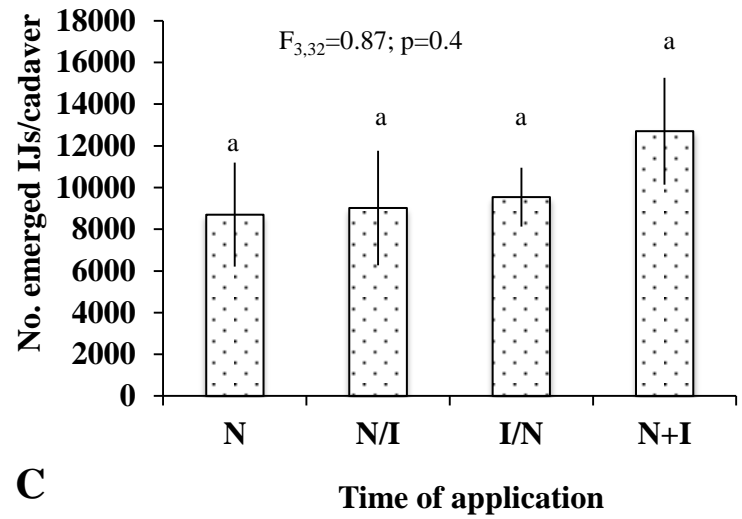 No. emerged IJs/cadaver
18000
16000
14000
12000
10000
8000
6000
4000
2000
0
F3,32=0.87; p=0.4
a
a
a
a
N
N/I
I/N
N+I
C
Time of application